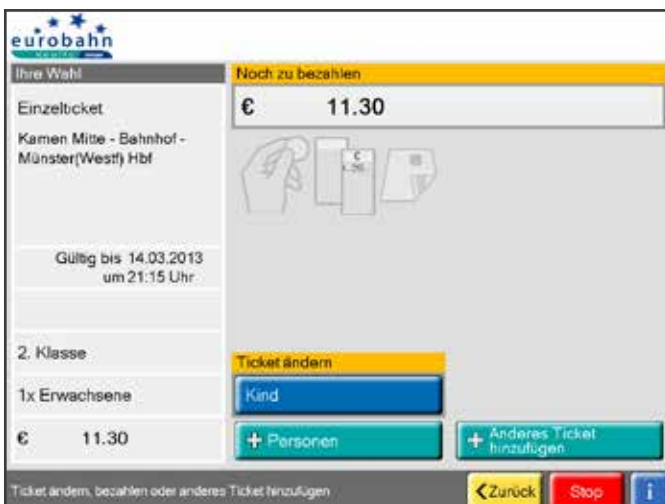 eurobahn
Ihre Wahl
Noch zu bezahlen
Einzelticket
€ 11.30
Kamen Mitte - Bahnhof -
Münster(Westf) Hbf
Gültig bis 14.03.2013
um 21:15 Uhr
2. Klasse
Ticket ändern
1x Erwachsene
Kind
€ 11.30
+ Personen
+ Anderes Ticket
hinzufügen
Ticket ändern, bezahlen oder anderes Ticket hinzufügen
<Zurück
Stop
i